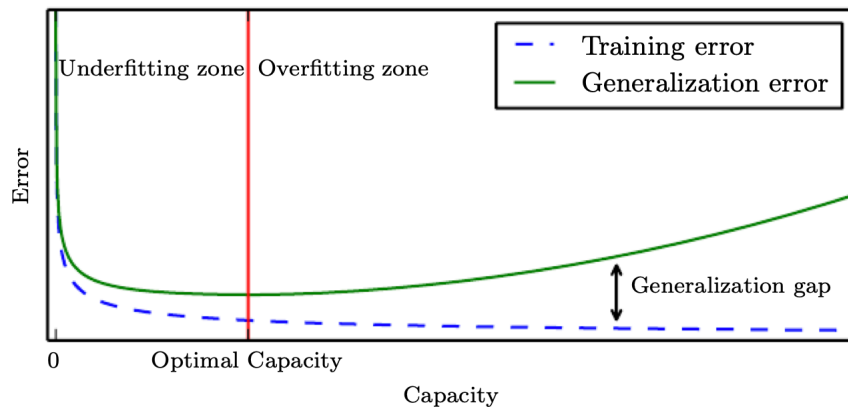 Training error
Generalization error
Underfitting zone
Overfitting zone
Error
Generalization gap
0
Optimal Capacity
Capacity